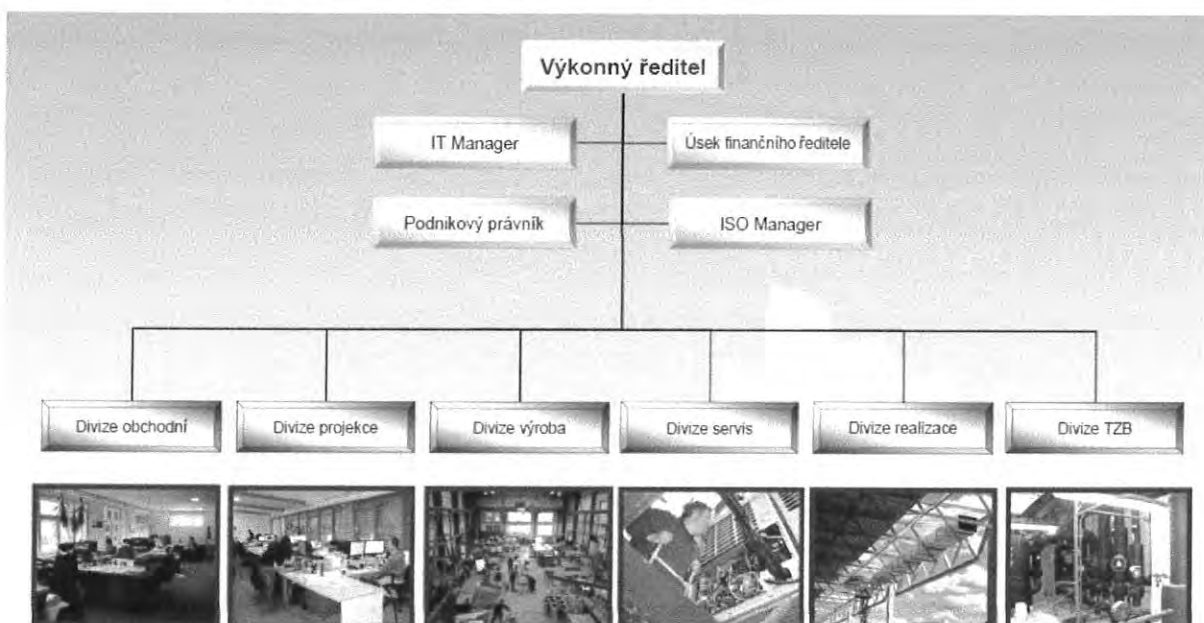 Výkonný ředitel
IT Manager
Úsek finančního ředitele
Podnikový právník
ISO Manager
Divize obchodní
Divize projekce
Divize výroba
Divize servis
Divize realizace
Divize TZB